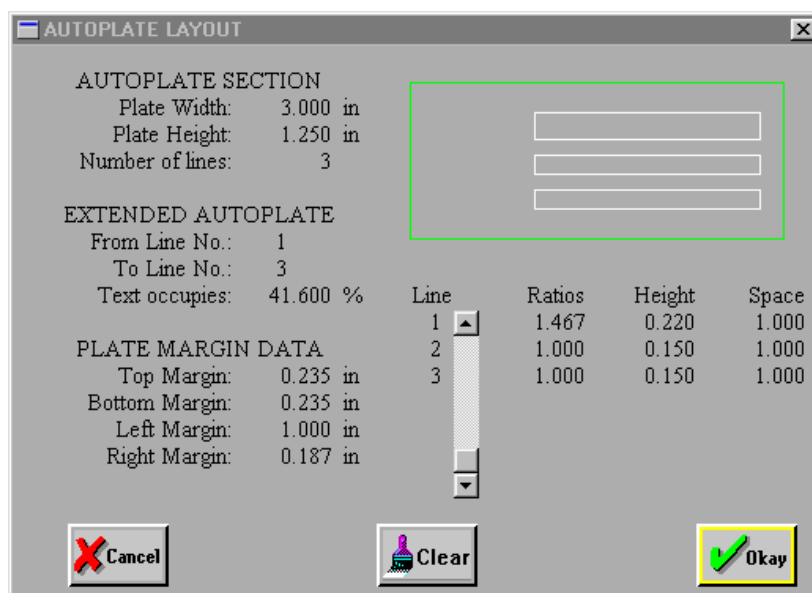 AUTOPLATE LAYOUT
AUTOPLATE SECTION
Plate Width: 3.000 in
Plate Height: 1.250 in
Number of lines: 3
EXTENDED AUTOPLATE
From Line No.: 1
To Line No.: 3
Text occupies: 41.600 %
PLATE MARGIN DATA
Top Margin: 0.235 in
Bottom Margin: 0.235 in
Left Margin: 1.000 in
Right Margin: 0.187 in
Line Ratios Height Space
1 1.467 0.220 1.000
2 1.000 0.150 1.000
3 1.000 0.150 1.000
Cancel
Clear
Okay